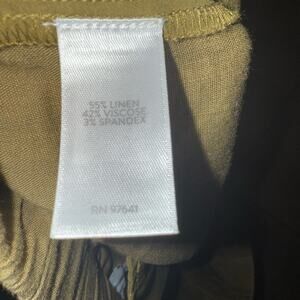 55% LINEN
42% VISCOSE
3% SPANDEX
RN 97641